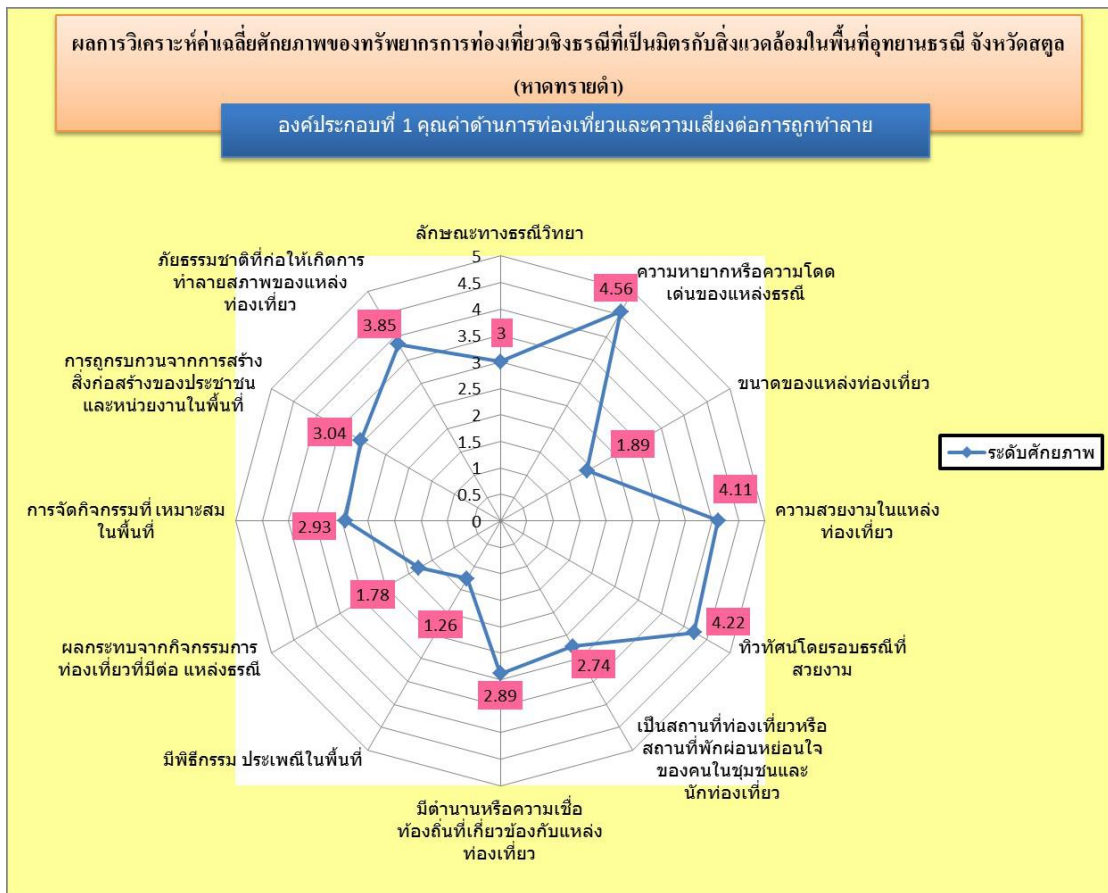 ผลการวิเคราะห์ค่าเฉลี่ยศักยภาพของทรัพยากรการท่องเที่ยวเชิงธรณีที่เป็นมิตรกับสิ่งแวดล้อมในพื้นที่อุทยานธรณี จังหวัดสตูล
(หาดทรายดำ)
องค์ประกอบที่ 1 คุณค่าด้านการท่องเที่ยวและความเสี่ยงต่อการถูกทำลาย
ลักษณะทางธรณีวิทยา
ความหายากหรือความโดด
เด่นของแหล่งธรณี
ขนาดของแหล่งท่องเที่ยว
ความสวยงามในแหล่ง
ท่องเที่ยว
ทิวทัศน์โดยรอบธรณีที่
สวยงาม
เป็นสถานที่ท่องเที่ยวหรือ
สถานที่พักผ่อนหย่อนใจ
ของคนในชุมชนและ
นักท่องเที่ยว
มีตำนานหรือความเชื่อ
ท้องถิ่นที่เกี่ยวข้องกับแหล่ง
ท่องเที่ยว
มีพิธีกรรม ประเพณีในพื้นที่
ผลกระทบจากกิจกรรมการ
ท่องเที่ยวที่มีต่อ แหล่งธรณี
การจัดกิจกรรมที่ เหมาะสม
ในพื้นที่
การถูกรบกวนจากการสร้าง
สิ่งก่อสร้างของประชาชน
และหน่วยงานในพื้นที่
ภัยธรรมชาติที่ก่อให้เกิดการ
ทำลายสภาพของแหล่ง
ท่องเที่ยว
5
4.5
4
3.5
3
2.5
2
1.5
1
0.5
0
3
4.56
1.89
4.11
4.22
2.74
2.89
1.26
1.78
2.93
3.04
3.85
ระดับศักยภาพ